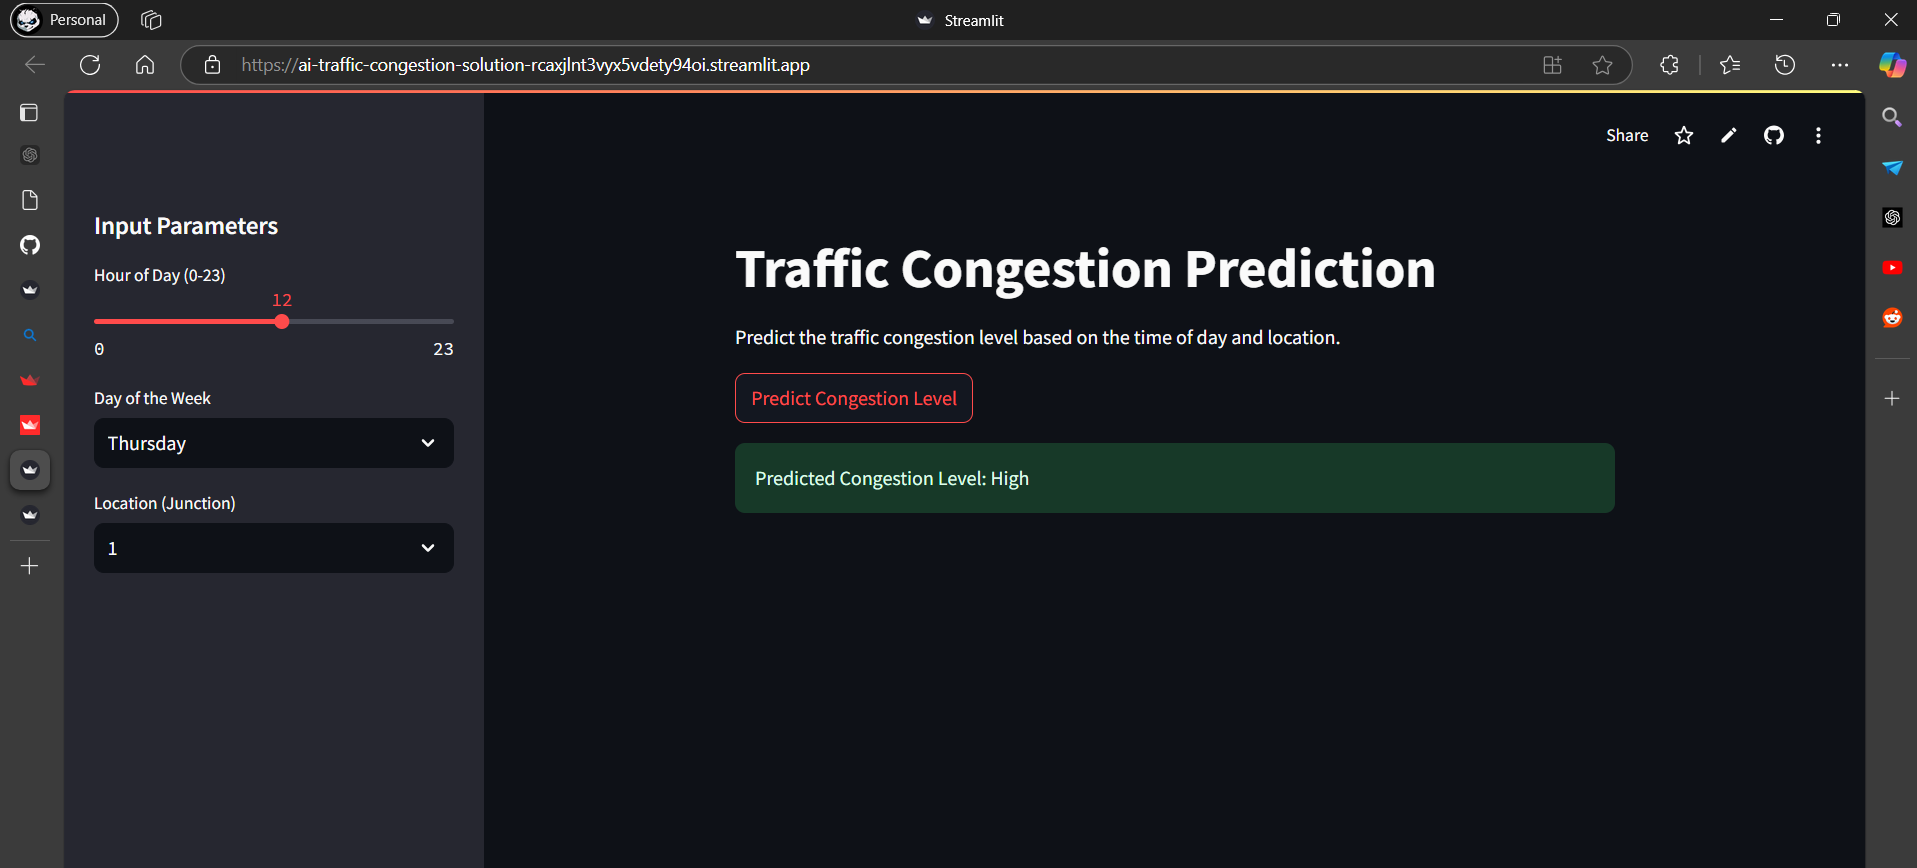 Personal
Streamlit
https://ai-traffic-congestion-solution-rcaxjlnt3vyx5vdety94oi.streamlit.app
Share
Input Parameters
Hour of Day (0-23)
12
0 23
Day of the Week
Thursday
Location (Junction)
1
Traffic Congestion Prediction
Predict the traffic congestion level based on the time of day and location.
Predict Congestion Level
Predicted Congestion Level: High